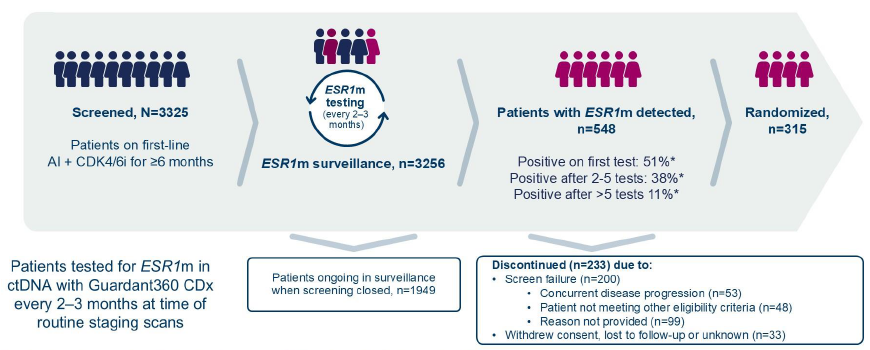 Screened, N=3325
Patients on first-line
AI + CDK4/6i for ≥6 months
ESR1m
testing
(every 2–3
months)
ESR1m surveillance, n=3256
Patients with ESR1m detected,
n=548
Positive on first test: 51%*
Positive after 2-5 tests: 38%*
Positive after >5 tests 11%*
Randomized,
n=315
Patients tested for ESR1m in
ctDNA with Guardant360 CDx
every 2–3 months at time of
routine staging scans
Patients ongoing in surveillance
when screening closed, n=1949
Discontinued (n=233) due to:
• Screen failure (n=200)
• Concurrent disease progression (n=53)
• Patient not meeting other eligibility criteria (n=48)
• Reason not provided (n=99)
• Withdrew consent, lost to follow-up or unknown (n=33)